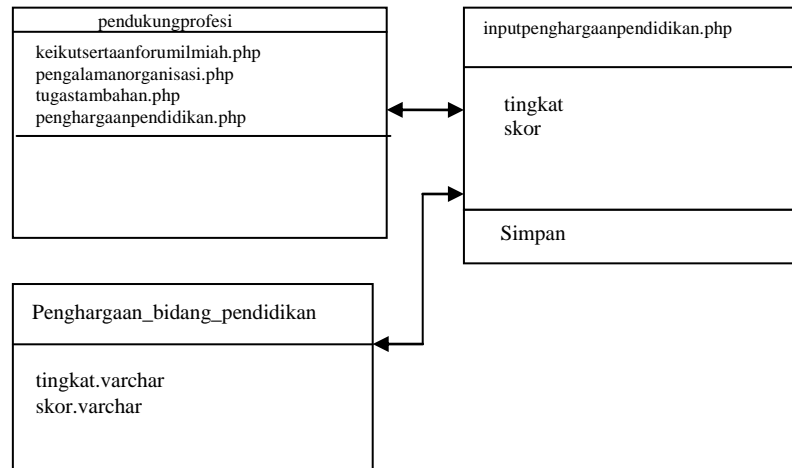 pendukungprofesi
keikutsertaanforumilmiah.php
pengalamanorganisasi.php
tugastambahan.php
penghargaanpendidikan.php
inputpenghargaanpendidikan.php
tingkat
skor
Simpan
Penghargaan_bidang_pendidikan
tingkat.varchar
skor.varchar